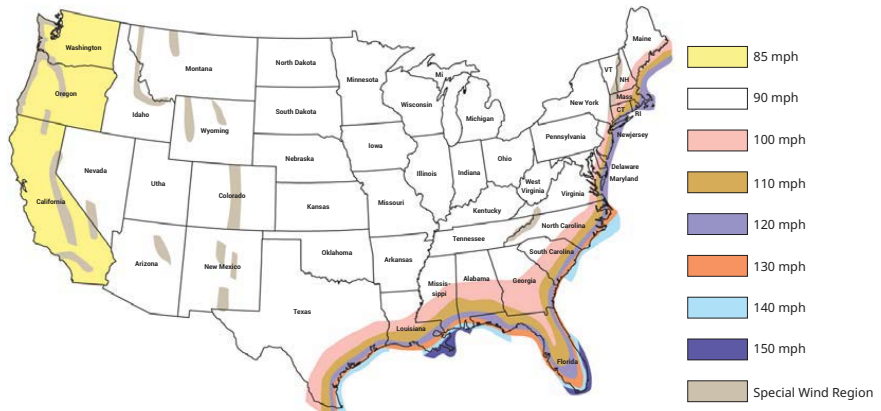 Washington
Oregon
California
Nevada
Idaho
Montana
Wyoming
Utha
Colorado
Arizona
New Mexico
North Dakota
South Dakota
Nebraska
Kansas
Oklahoma
Texas
Minnesota
Iowa
Missouri
Arkansas
Louisiana
Wisconsin
Illinois
Mi
Michigan
Indiana
Ohio
Kentucky
Tennessee
Missis-
sippi
Alabama
Georgia
Florida
South Carolina
North Carolina
Virginia
West
Virginia
Pennsylvania
New York
Maine
VT
NH
Mass
CT
RI
Newjersey
Delaware
Maryland
85 mph
90 mph
100 mph
110 mph
120 mph
130 mph
140 mph
150 mph
Special Wind Region